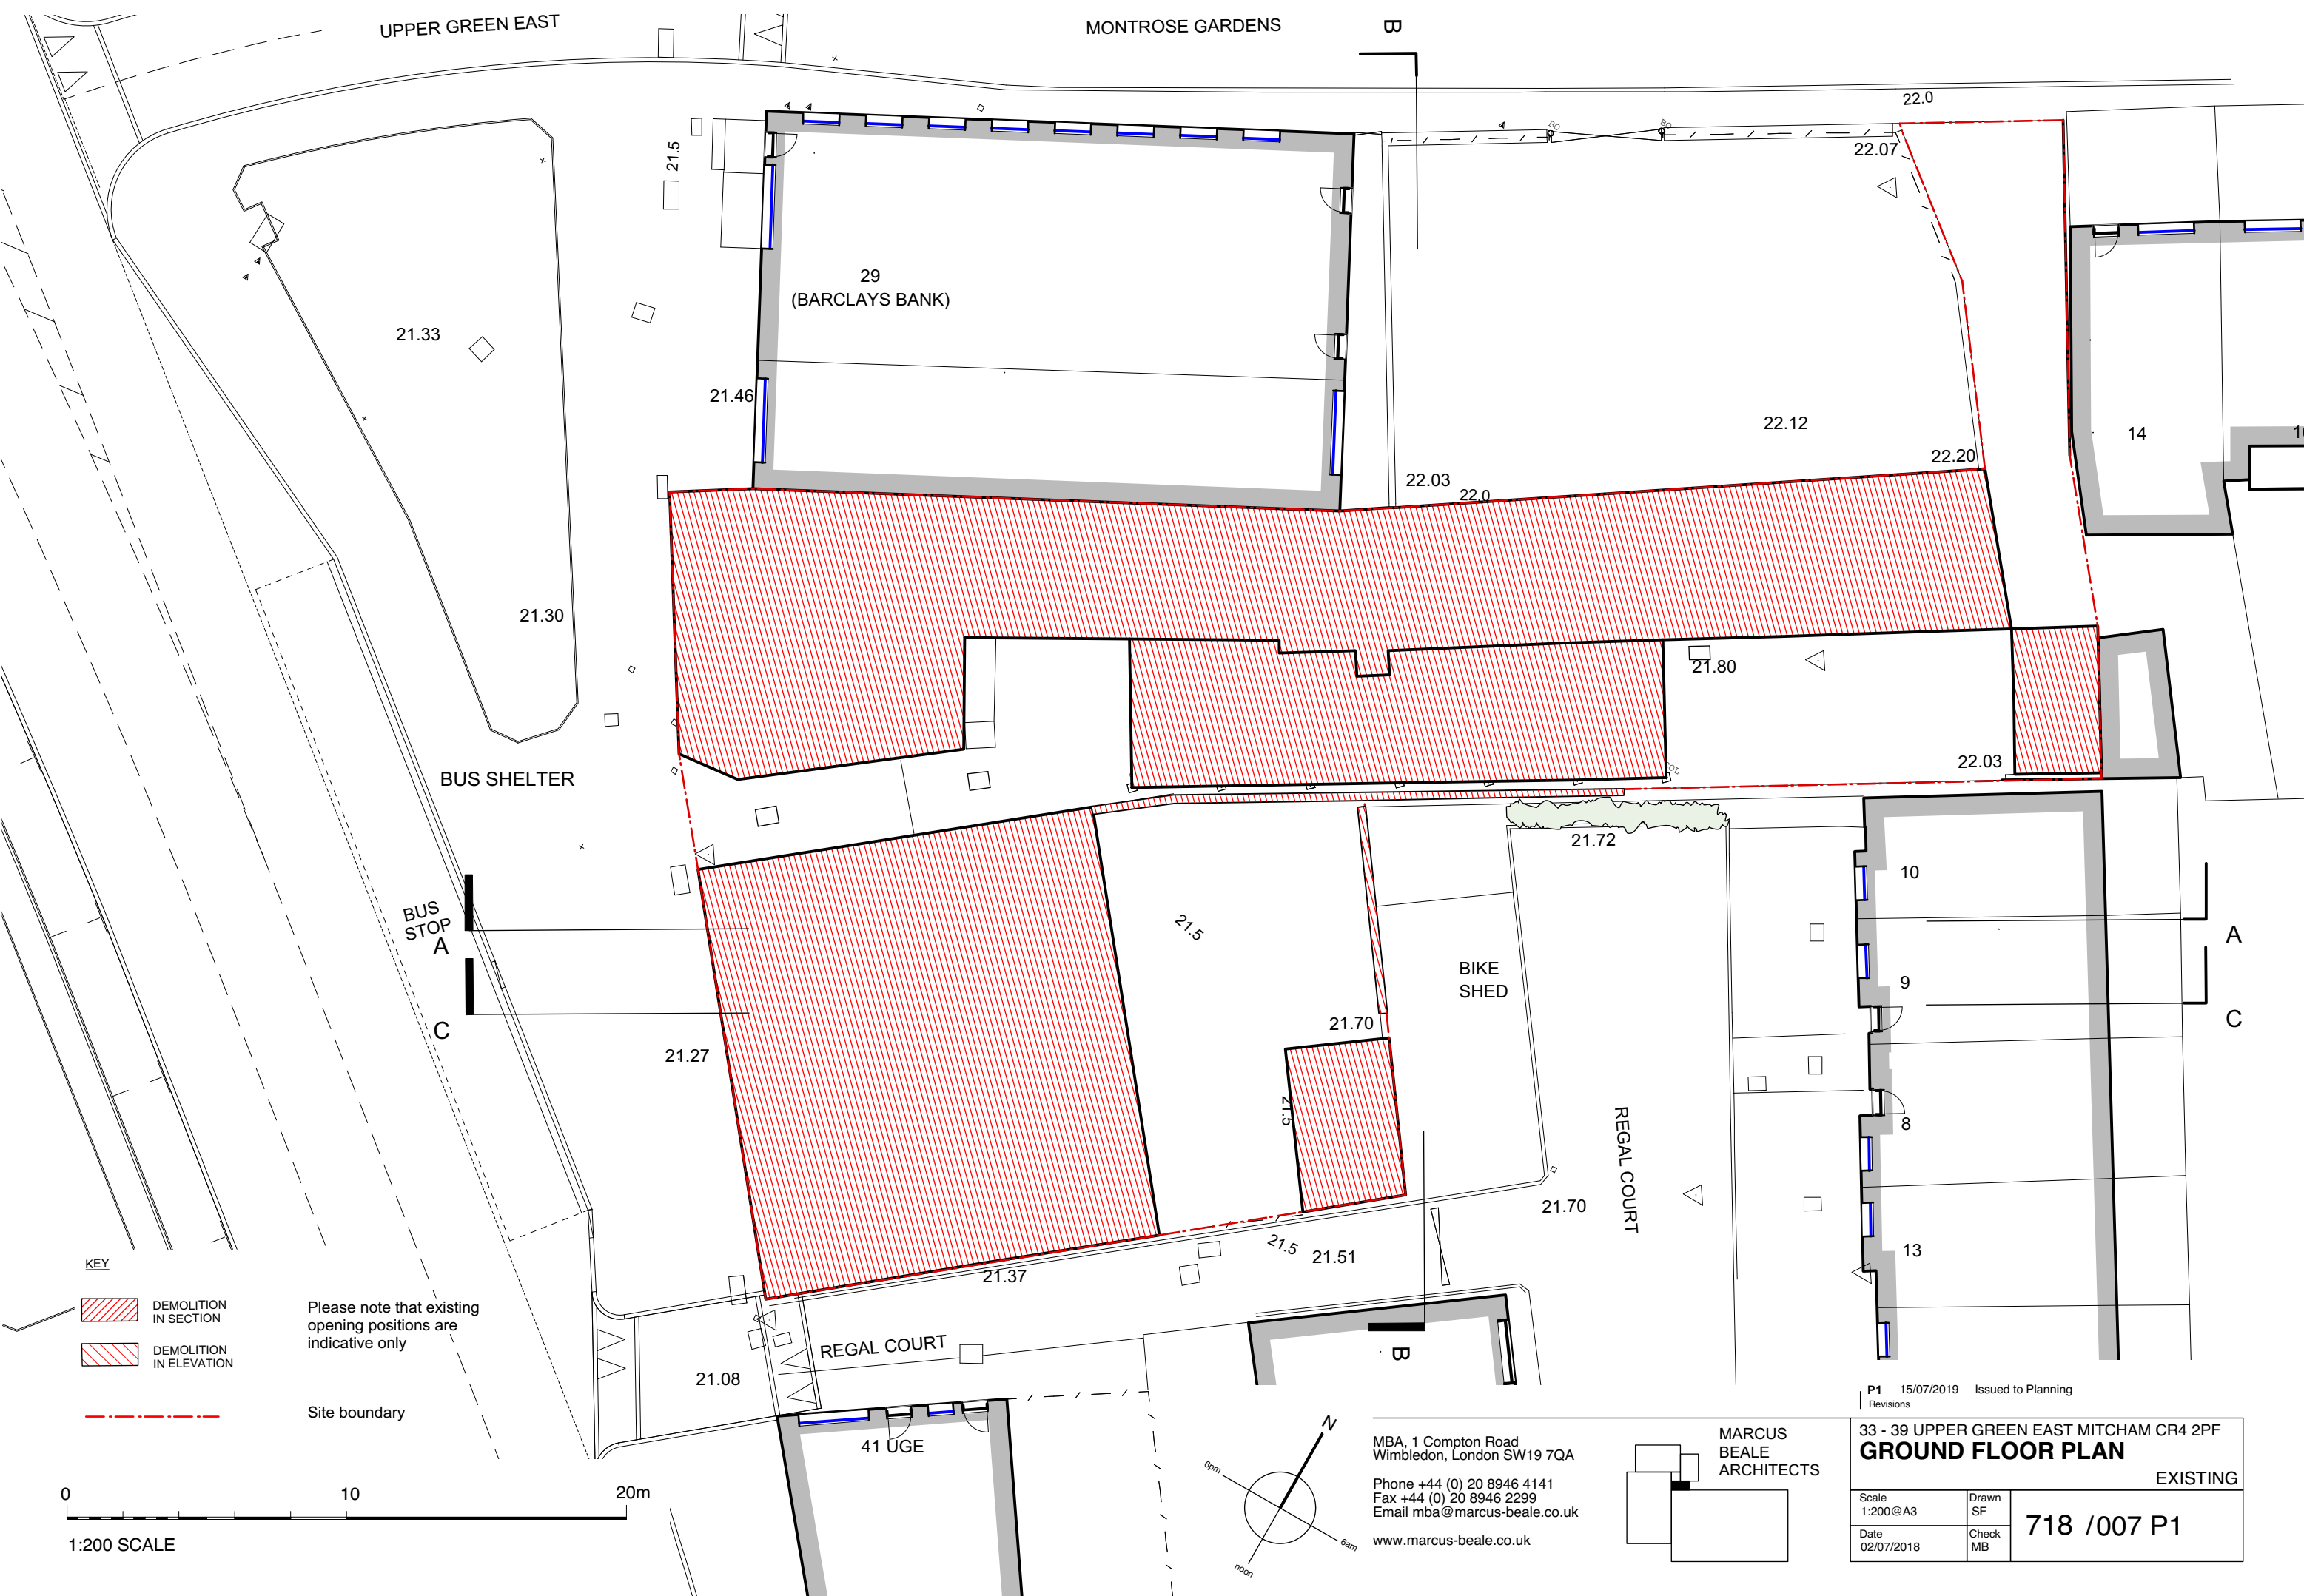 UPPER GREEN EAST
MONTROSE GARDENS
B
22.0
BO
BO
22.07
21.5
29
(BARCLAYS BANK)
21.33
21.46
22.12
14
22.20
22.03
22.0
21.30
21.80
22.03
BUS SHELTER
21.72
10
BUS
STOP
A
21.5
A
BIKE
SHED
9
C
21.70
C
21.27
21.5
8
REGAL COURT
21.70
21.5
21.51
13
21.37
KEY
DEMOLITION
IN SECTION
Please note that existing
opening positions are
indicative only
DEMOLITION
IN ELEVATION
REGAL COURT
B
21.08
Site boundary
41 UGE
P1 15/07/2019 Issued to Planning
Revisions
0 10 20m
1:200 SCALE
N
6pm
6am
noon
MBA, 1 Compton Road
Wimbledon, London SW19 7QA
Phone +44 (0) 20 8946 4141
Fax +44 (0) 20 8946 2299
Email mba@marcus-beale.co.uk
www.marcus-beale.co.uk
MARCUS
BEALE
ARCHITECTS
33 - 39 UPPER GREEN EAST MITCHAM CR4 2PF
GROUND FLOOR PLAN
EXISTING
Scale
1:200@A3
Drawn
SF
Date
02/07/2018
Check
MB
718 /007 P1